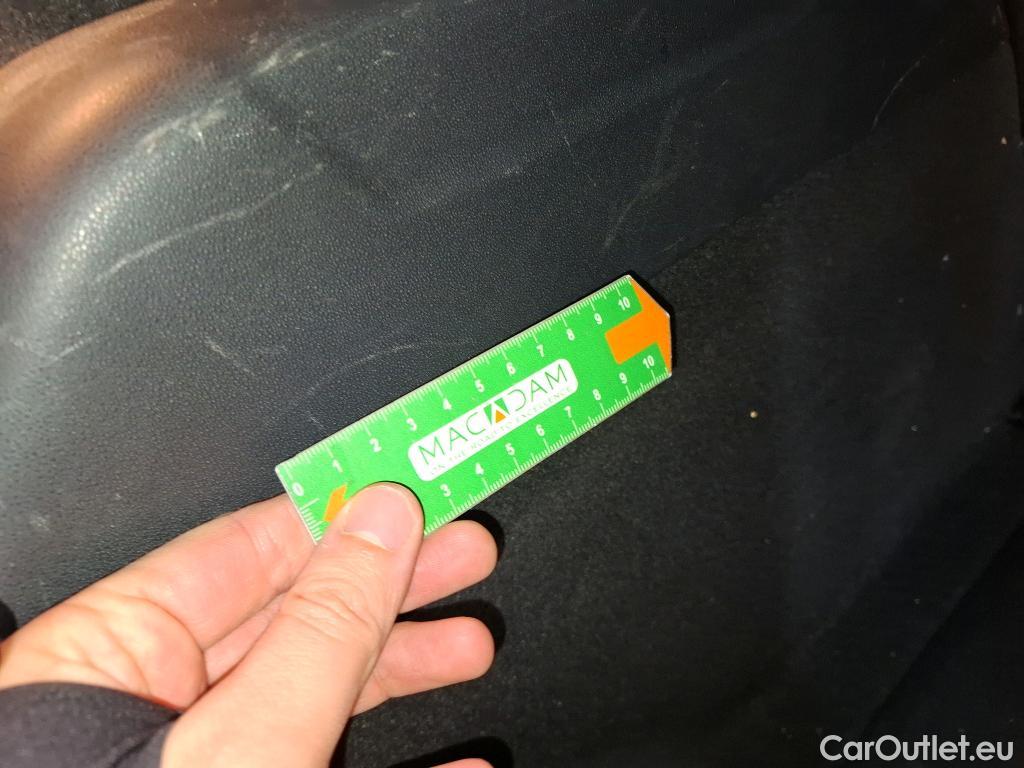 0 1 2 3 4 5 6 7 8 9 10
MACADAM
ON THE ROAD TO EXCELLENCE
3 4 5 6 7 8 9 10
CarOutlet.eu